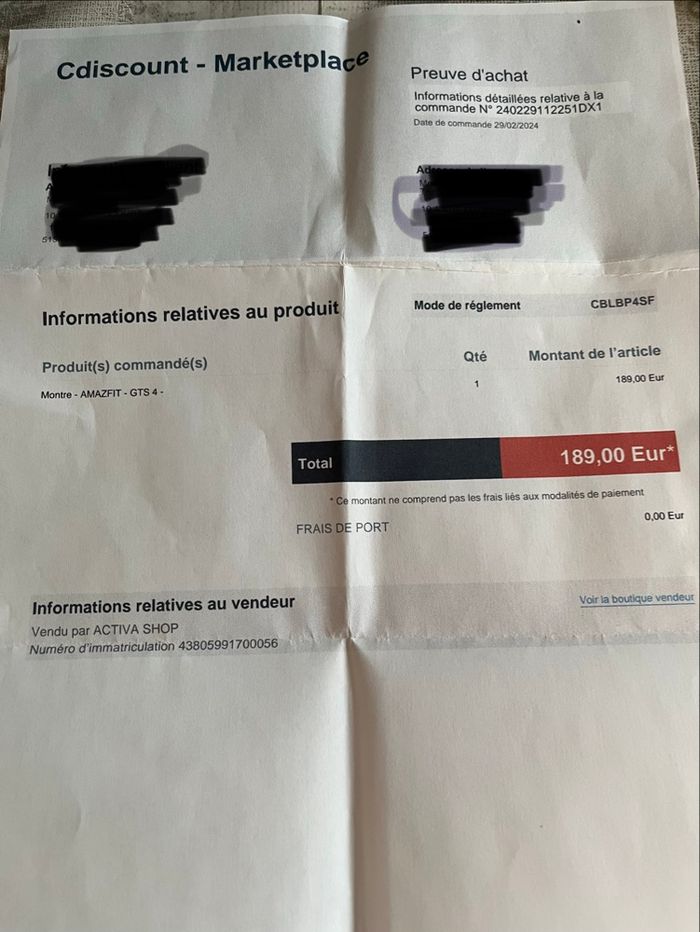 Cdiscount - Marketplace
Preuve d'achat
Informations détaillées relative à la
commande N° 240229112251DX1
Date de commande 29/02/2024
Informations relatives au produit
Mode de réglement CBLBP4SF
Produit(s) commandé(s) Qté Montant de l'article
Montre - AMAZFIT - GTS 4 - 1 189,00 Eur
Total 189,00 Eur*
* Ce montant ne comprend pas les frais liés aux modalités de paiement
FRAIS DE PORT 0,00 Eur
Informations relatives au vendeur
Voir la boutique vendeur
Vendu par ACTIVA SHOP
Numéro d'immatriculation 43805991700056